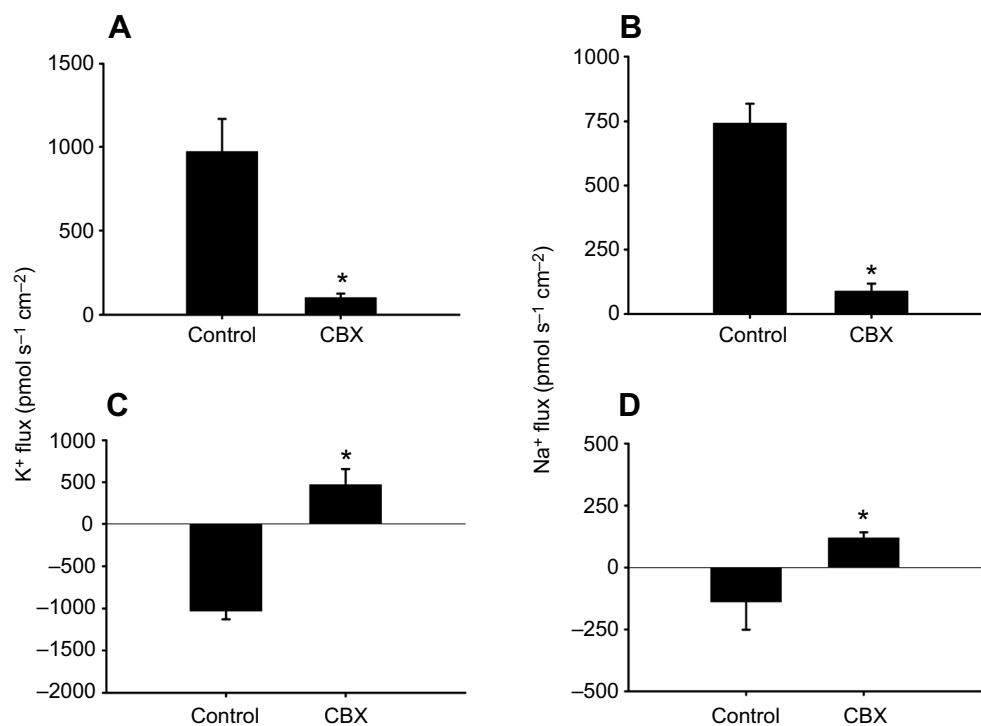 A
1500
1000
500
0
*
Control CBX
B
1000
750
500
250
0
*
Control CBX
K⁺ flux (pmol s⁻¹ cm⁻²)
Na⁺ flux (pmol s⁻¹ cm⁻²)
C
1000
500
0
–500
–1000
–1500
–2000
*
Control CBX
D
500
250
0
–250
–500
*
Control CBX